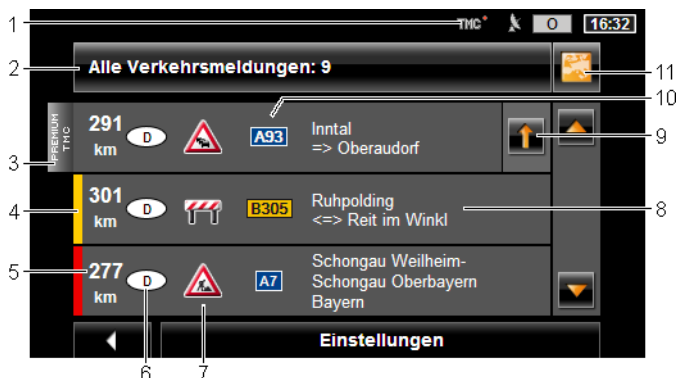 1
TMC
O
16:32
2
Alle Verkehrsmeldungen: 9
11
10
PREMIUM
TMC
291
km
D
A93
Inntal
=> Oberaudorf
9
3
4
301
km
D
B305
Ruhpolding
<=> Reit im Winkl
8
5
277
km
D
A7
Schongau Weilheim-
Schongau Oberbayern
Bayern
Einstellungen
6
7